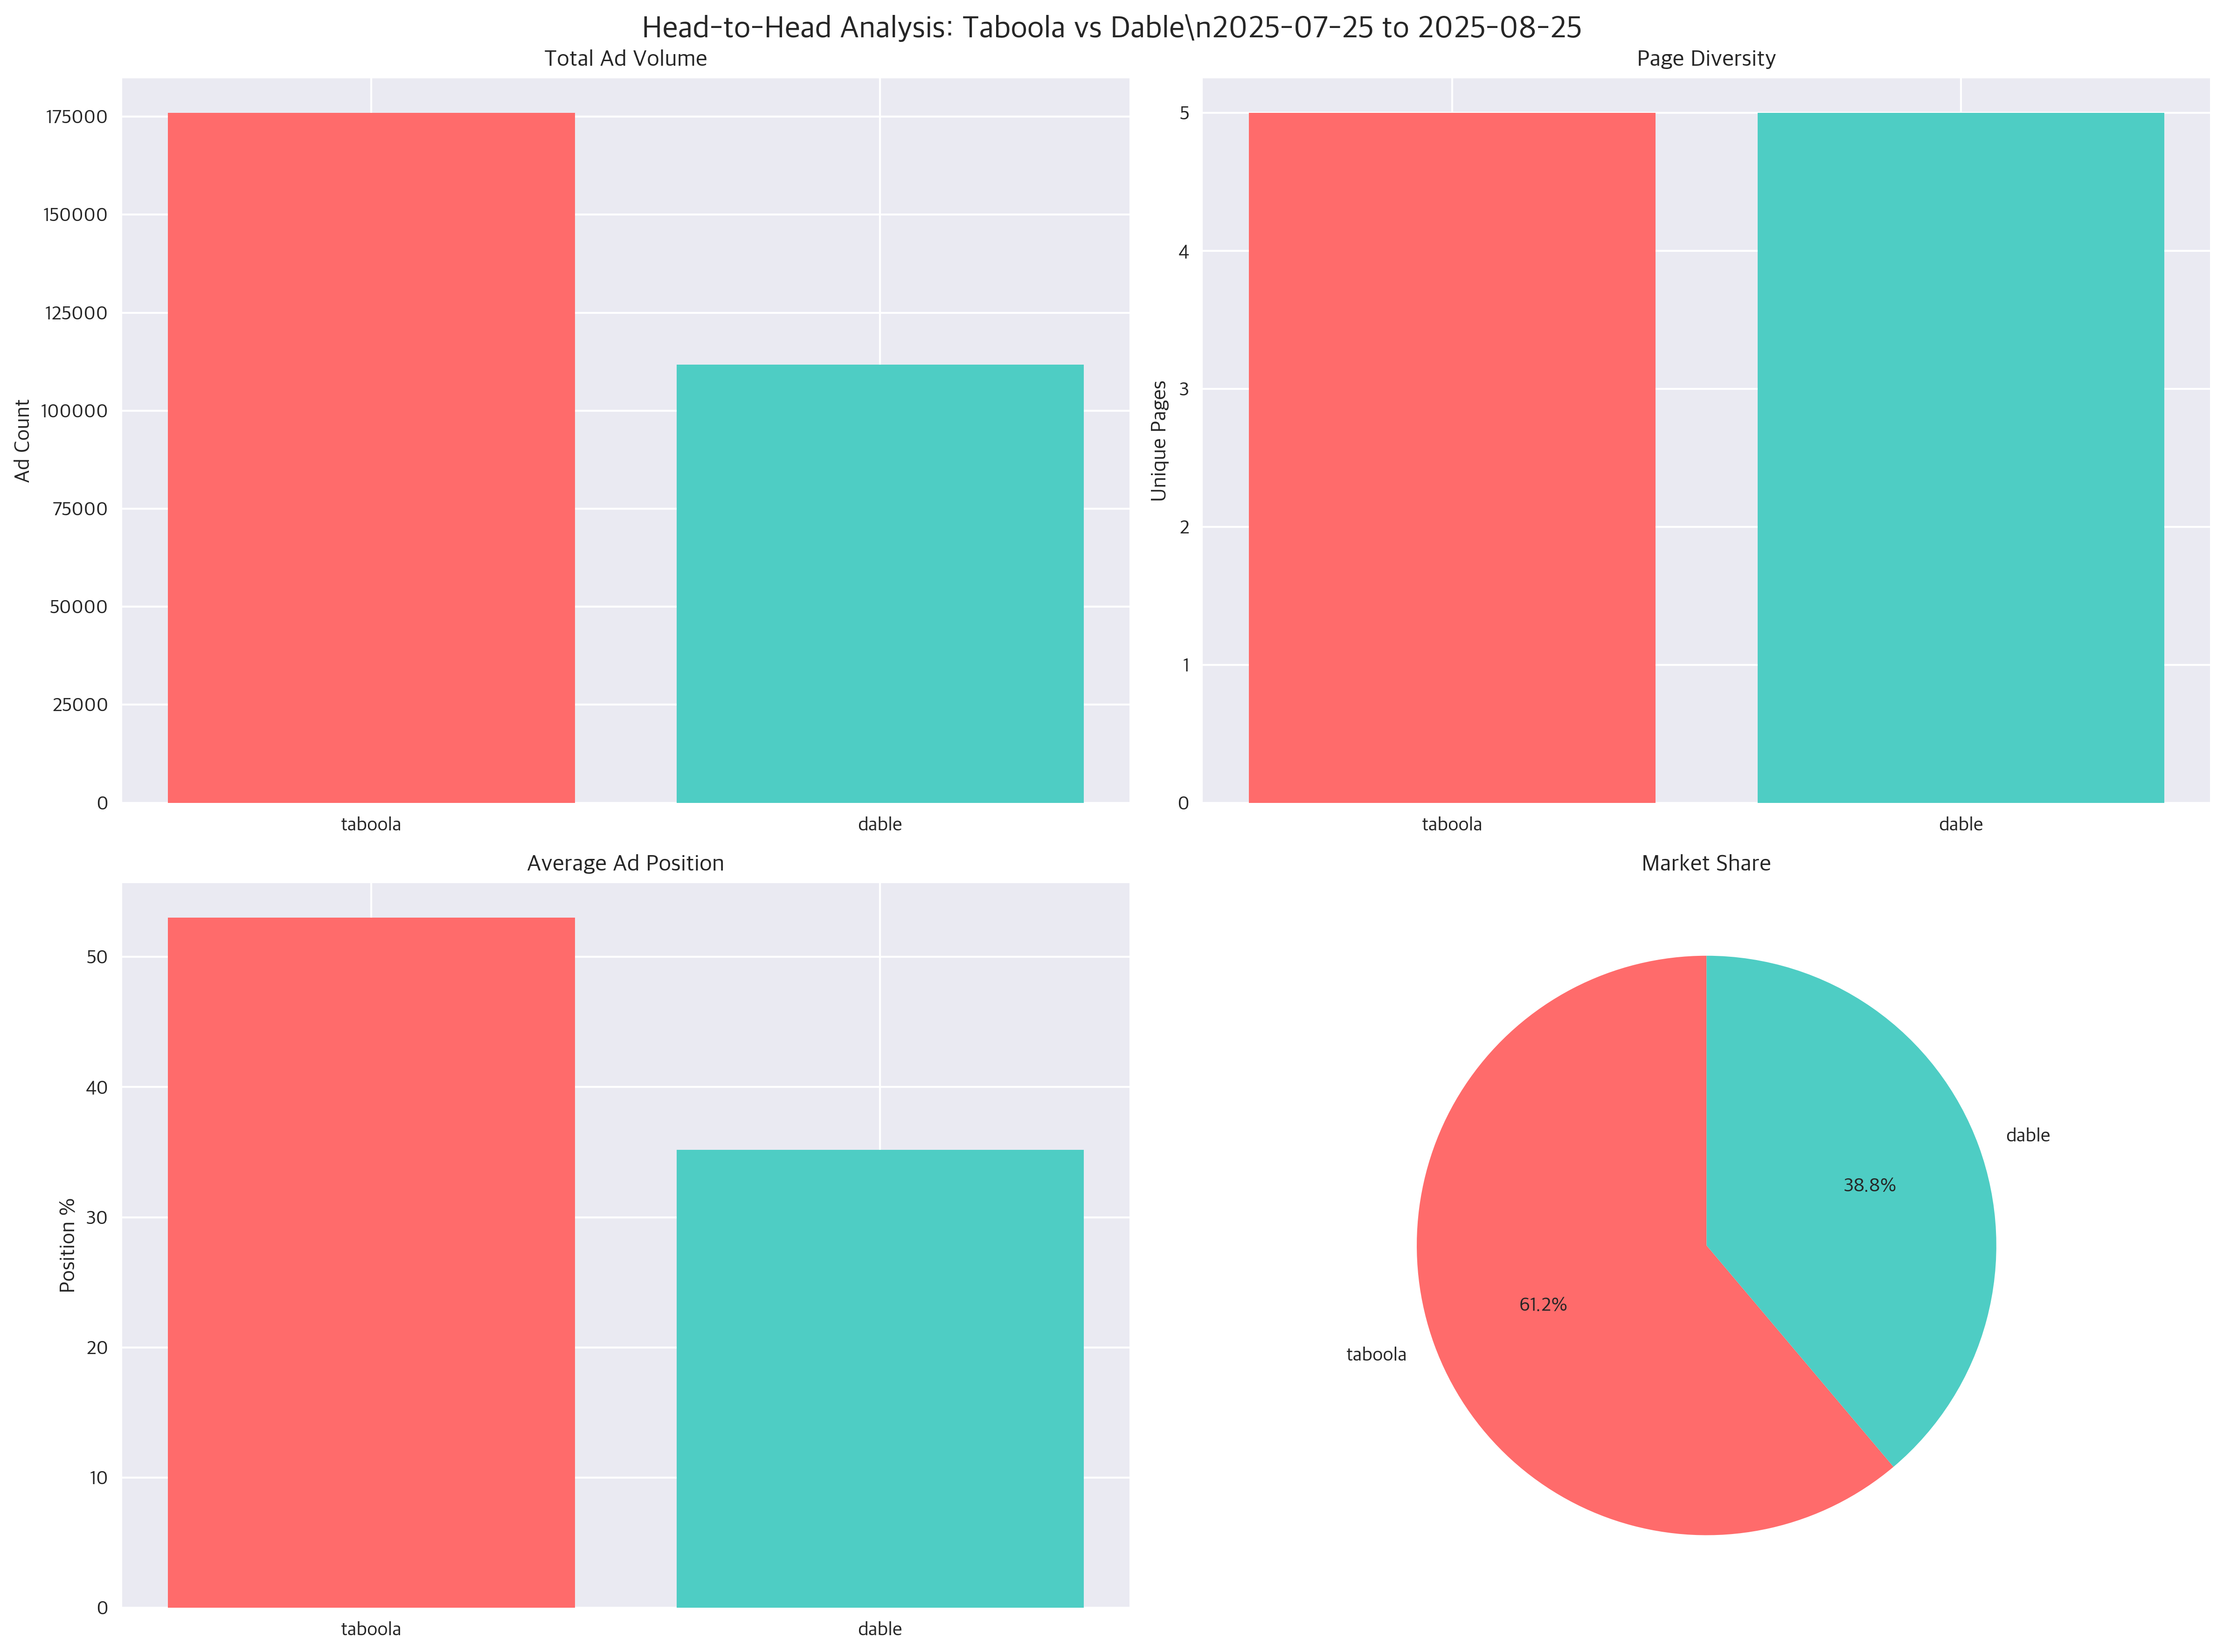 Head-to-Head Analysis: Taboola vs Dable\n2025-07-25 to 2025-08-25
Total Ad Volume
175000
150000
125000
100000
75000
50000
25000
0
Ad Count
taboola
dable
Page Diversity
5
4
3
2
1
0
Unique Pages
taboola
dable
Average Ad Position
50
40
30
20
10
0
Position %
taboola
dable
Market Share
dable
38.8%
61.2%
taboola